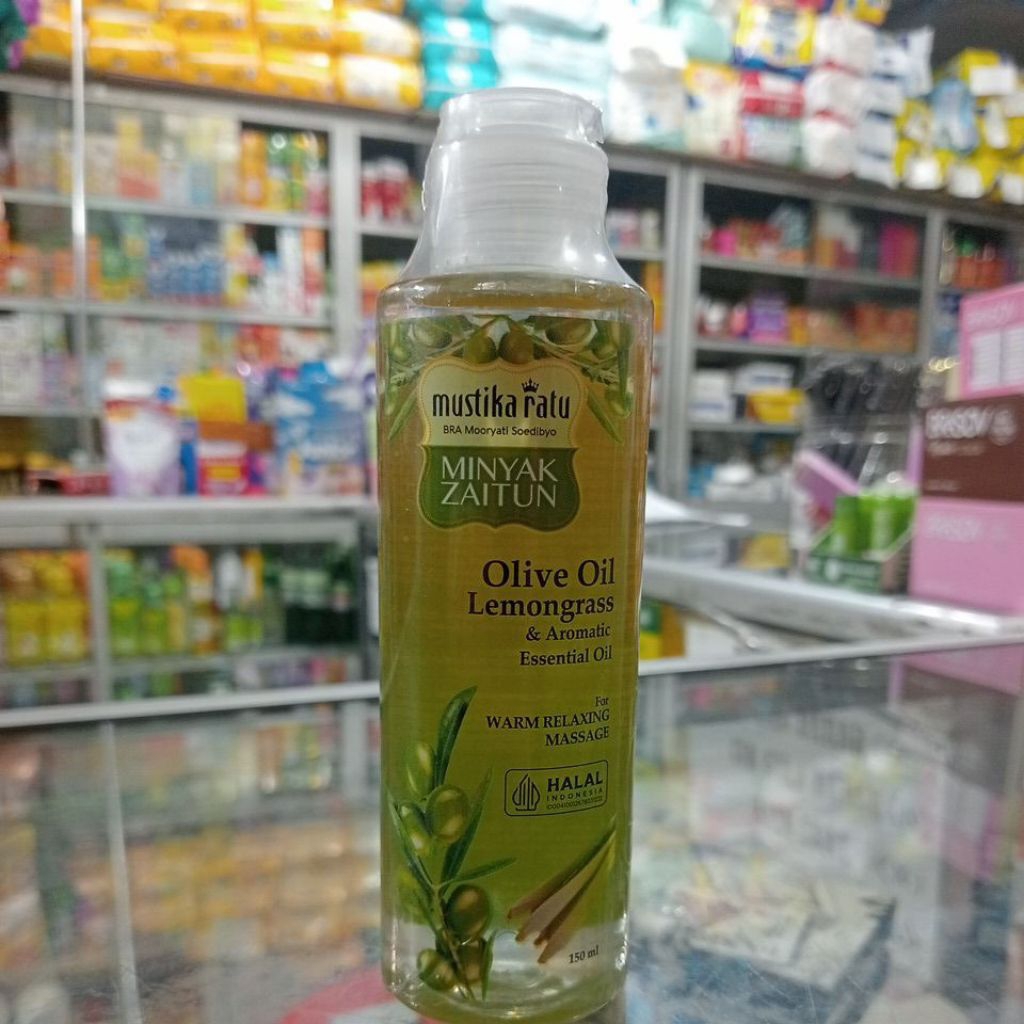 mustika ratu
BRA Mooryati Soedibyo
MINYAK
ZAITUN
Olive Oil
Lemongrass
& Aromatic
Essential Oil
For
WARM RELAXING
MASSAGE
HALAL
INDONESIA
150 ml